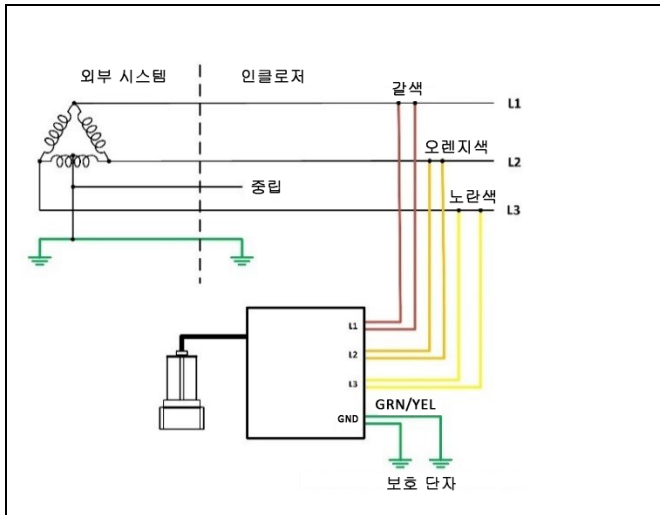 외부 시스템
인클로저
갈색
L1
오렌지색
L2
중립
노란색
L3
L1
L2
L3
GRN/YEL
GND
보호 단자